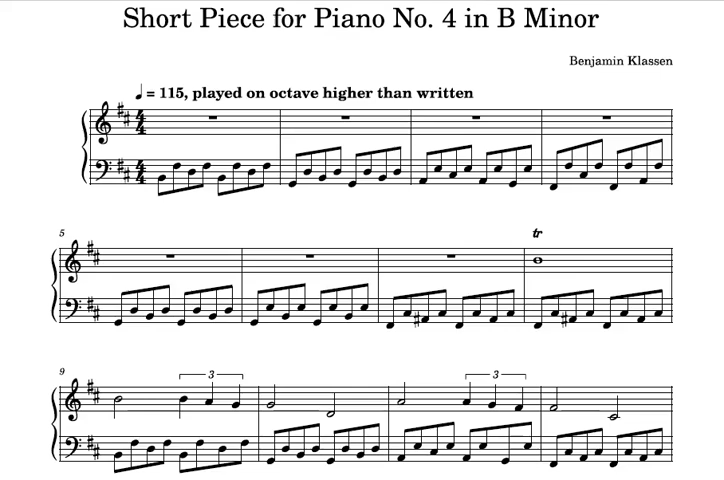 Short Piece for Piano No. 4 in B Minor
Benjamin Klassen
♩ = 115, played on octave higher than written
4 4
4 4
5
tr
9
3 3